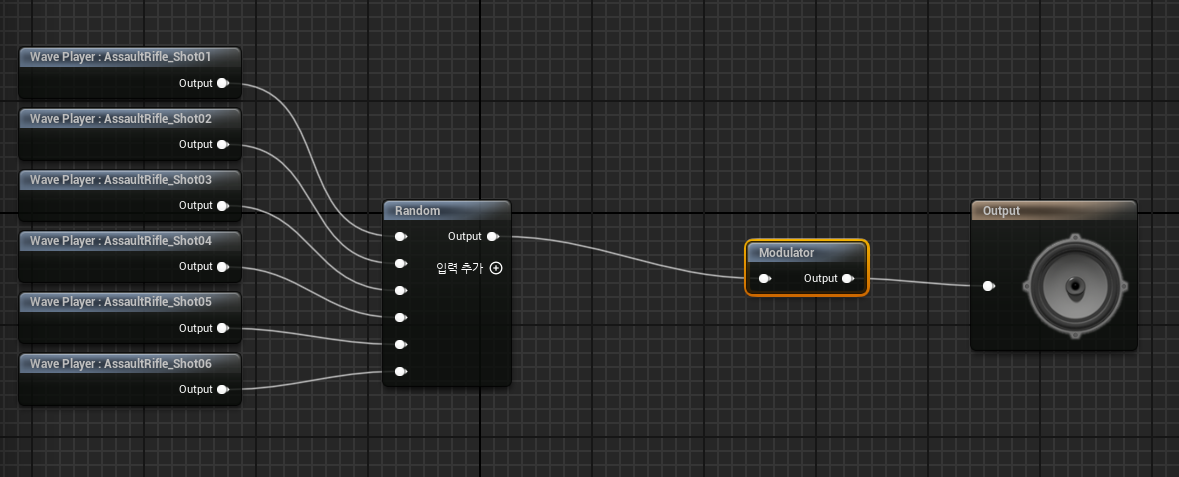 Wave Player : AssaultRifle_Shot01
Output
Wave Player : AssaultRifle_Shot02
Output
Wave Player : AssaultRifle_Shot03
Output
Wave Player : AssaultRifle_Shot04
Output
Wave Player : AssaultRifle_Shot05
Output
Wave Player : AssaultRifle_Shot06
Output
Random
Output
입력 추가
Modulator
Output
Output